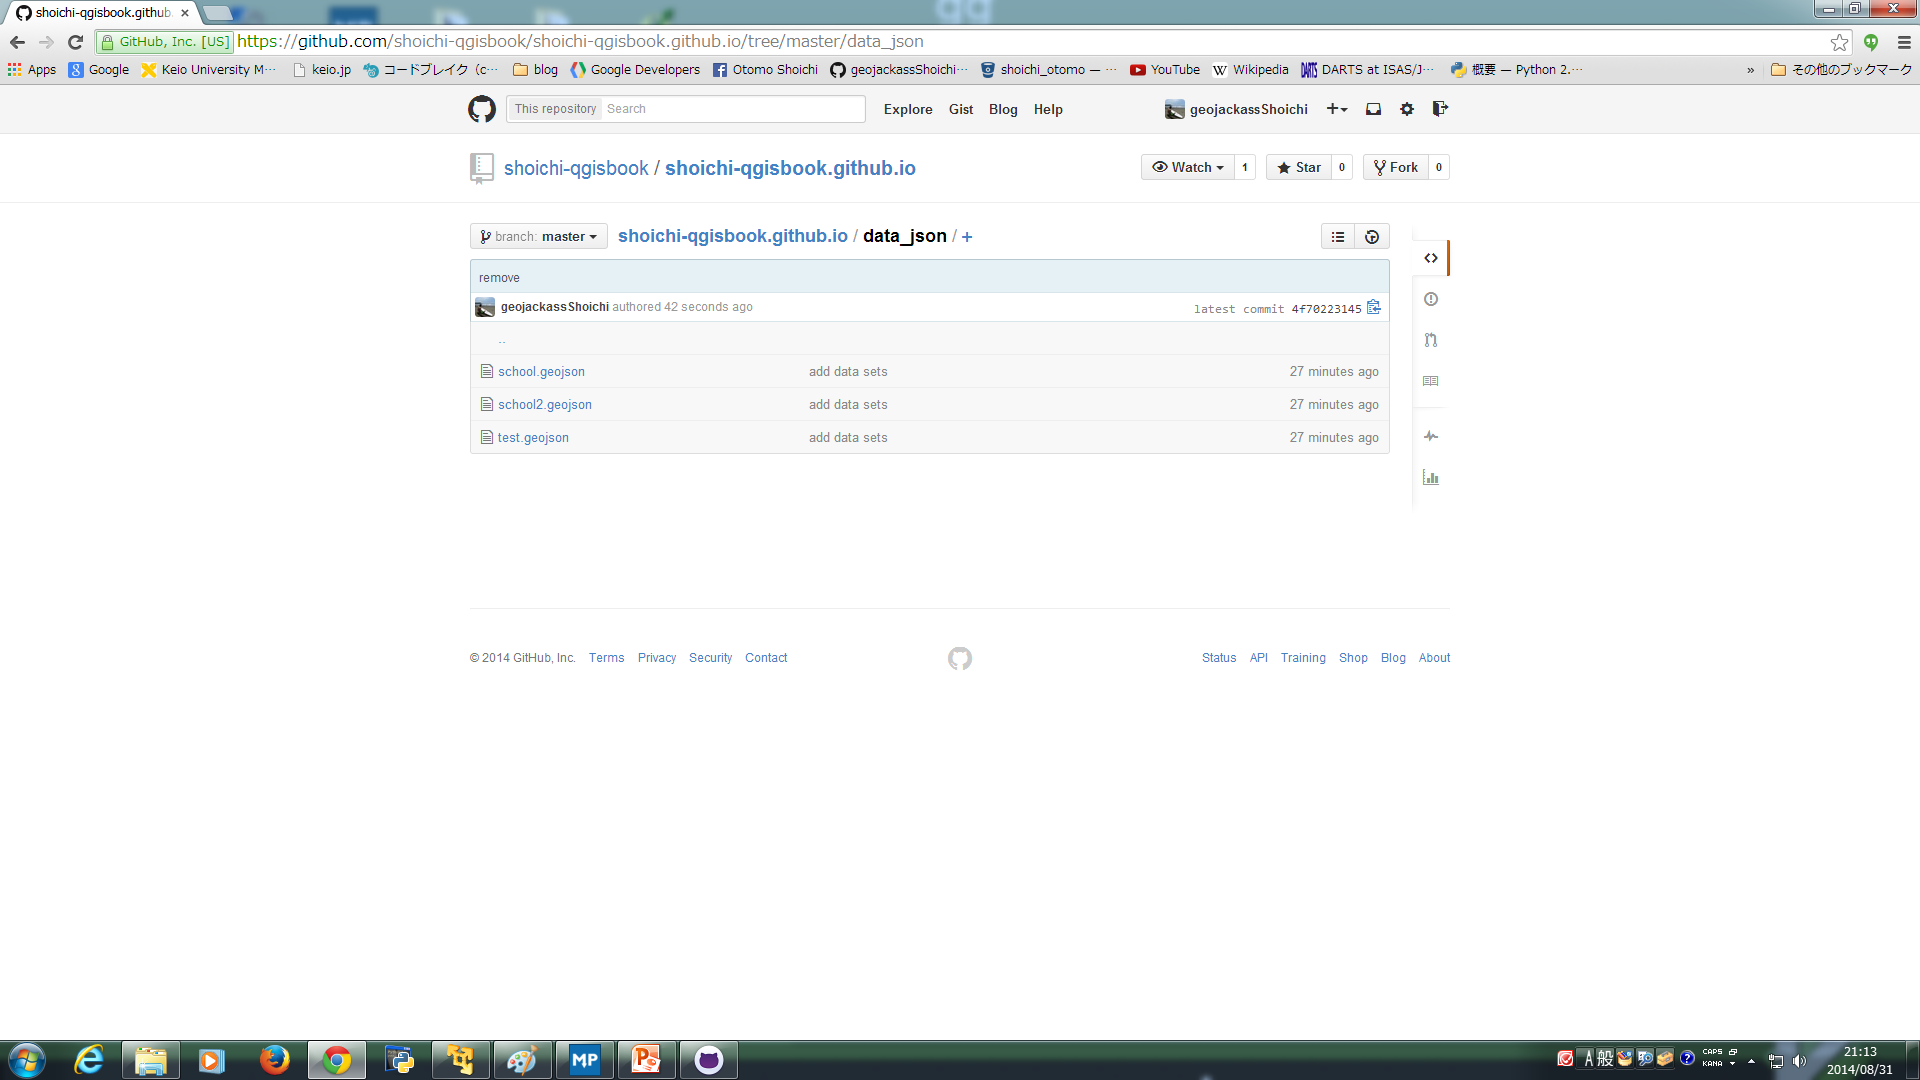 shoichi-qgisbook.github
GitHub, Inc. [US] https://github.com/shoichi-qgisbook/shoichi-qgisbook.github.io/tree/master/data_json
Apps Google Keio University M… keio.jp コードブレイク（c… blog Google Developers Otomo Shoichi geojackassShoichi… shoichi_otomo — … YouTube Wikipedia DARTS at ISAS/J… 概要 — Python 2.… » その他のブックマーク
This repository Search Explore Gist Blog Help geojackassShoichi
shoichi-qgisbook / shoichi-qgisbook.github.io Watch 1 Star 0 Fork 0
branch: master shoichi-qgisbook.github.io / data_json / +
remove
geojackassShoichi authored 42 seconds ago latest commit 4f70223145
..
school.geojson add data sets 27 minutes ago
school2.geojson add data sets 27 minutes ago
test.geojson add data sets 27 minutes ago
© 2014 GitHub, Inc. Terms Privacy Security Contact Status API Training Shop Blog About
MP A 般 CAPS KANA 21:13
2014/08/31